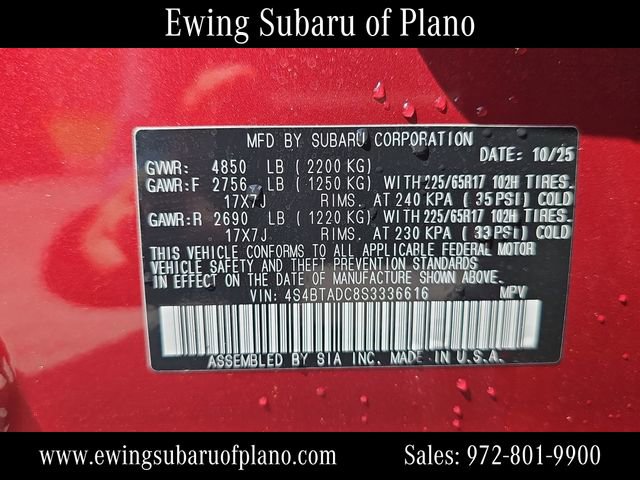 Ewing Subaru of Plano
MFD BY SUBARU CORPORATION
DATE: 10/25
GVWR: 4850 LB (2200 KG)
GAWR:F 2756 LB (1250 KG) WITH 225/65R17 102H TIRES.
17X7J RIMS. AT 240 KPA (35 PSI) COLD
GAWR:R 2690 LB (1220 KG) WITH 225/65R17 102H TIRES.
17X7J RIMS. AT 230 KPA (33 PSI) COLD
THIS VEHICLE CONFORMS TO ALL APPLICABLE FEDERAL MOTOR
VEHICLE SAFETY AND THEFT PREVENTION STANDARDS
IN EFFECT ON THE DATE OF MANUFACTURE SHOWN ABOVE.
VIN: 4S4BTADC8S3336616 MPV
ASSEMBLED BY SIA INC. MADE IN U.S.A.
www.ewingsubaruofplano.com Sales: 972-801-9900